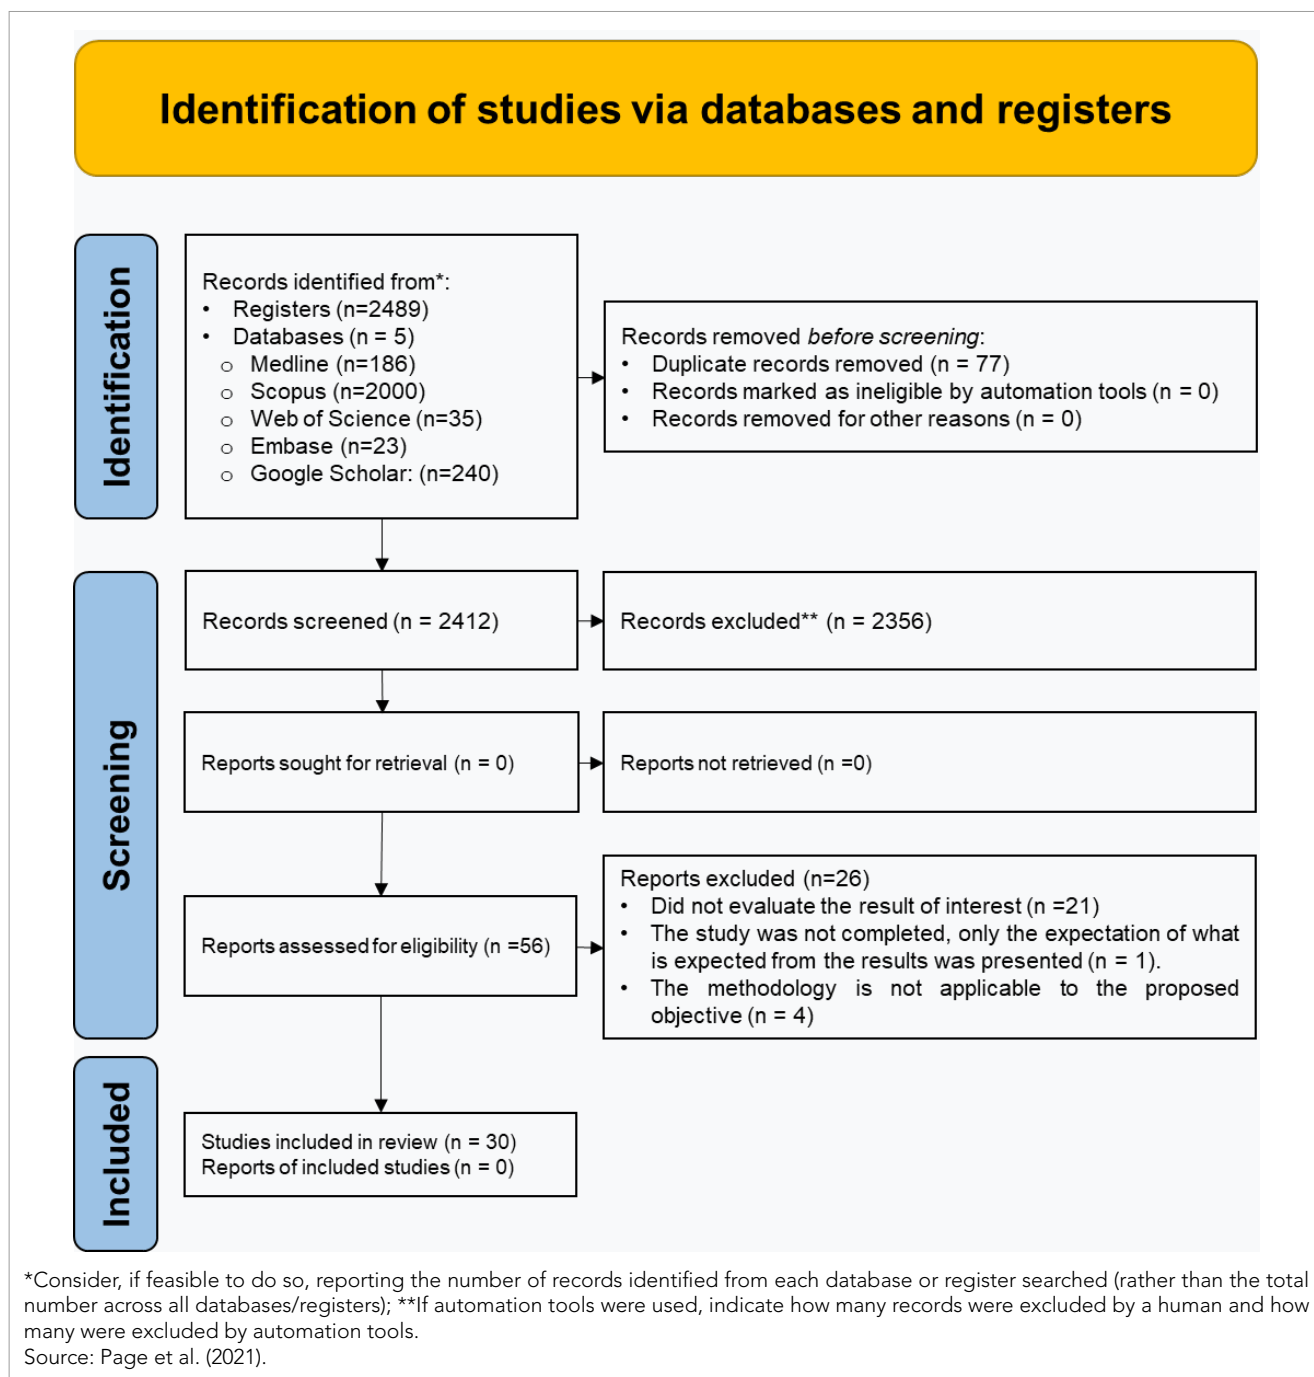 Identification of studies via databases and registers
Identification
Records identified from*:
• Registers (n=2489)
• Databases (n = 5)
o Medline (n=186)
o Scopus (n=2000)
o Web of Science (n=35)
o Embase (n=23)
o Google Scholar: (n=240)
Records removed before screening:
• Duplicate records removed (n = 77)
• Records marked as ineligible by automation tools (n = 0)
• Records removed for other reasons (n = 0)
Screening
Records screened (n = 2412)
Records excluded** (n = 2356)
Reports sought for retrieval (n = 0)
Reports not retrieved (n =0)
Reports assessed for eligibility (n =56)
Reports excluded (n=26)
• Did not evaluate the result of interest (n =21)
• The study was not completed, only the expectation of what
is expected from the results was presented (n = 1).
• The methodology is not applicable to the proposed
objective (n = 4)
Included
Studies included in review (n = 30)
Reports of included studies (n = 0)
*Consider, if feasible to do so, reporting the number of records identified from each database or register searched (rather than the total
number across all databases/registers); **If automation tools were used, indicate how many records were excluded by a human and how
many were excluded by automation tools.
Source: Page et al. (2021).